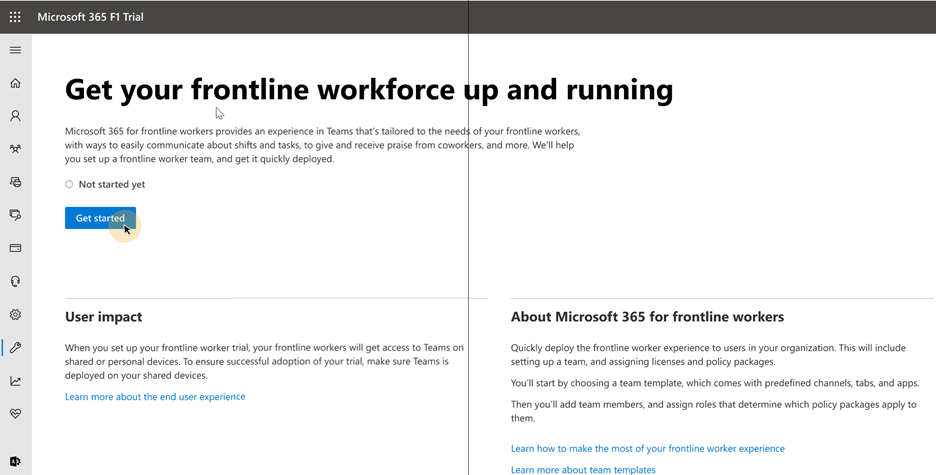 Microsoft 365 F1 Trial
Get your frontline workforce up and running
Microsoft 365 for frontline workers provides an experience in Teams that's tailored to the needs of your frontline workers,
with ways to easily communicate about shifts and tasks, to give and receive praise from coworkers, and more. We'll help
you set up a frontline worker team, and get it quickly deployed.
Not started yet
Get started
User impact
When you set up your frontline worker trial, your frontline workers will get access to Teams on
shared or personal devices. To ensure successful adoption of your trial, make sure Teams is
deployed on your shared devices.
Learn more about the end user experience
About Microsoft 365 for frontline workers
Quickly deploy the frontline worker experience to users in your organization. This will include
setting up a team, and assigning licenses and policy packages.
You'll start by choosing a team template, which comes with predefined channels, tabs, and apps.
Then you'll add team members, and assign roles that determine which policy packages apply to
them.
Learn how to make the most of your frontline worker experience
Learn more about team templates